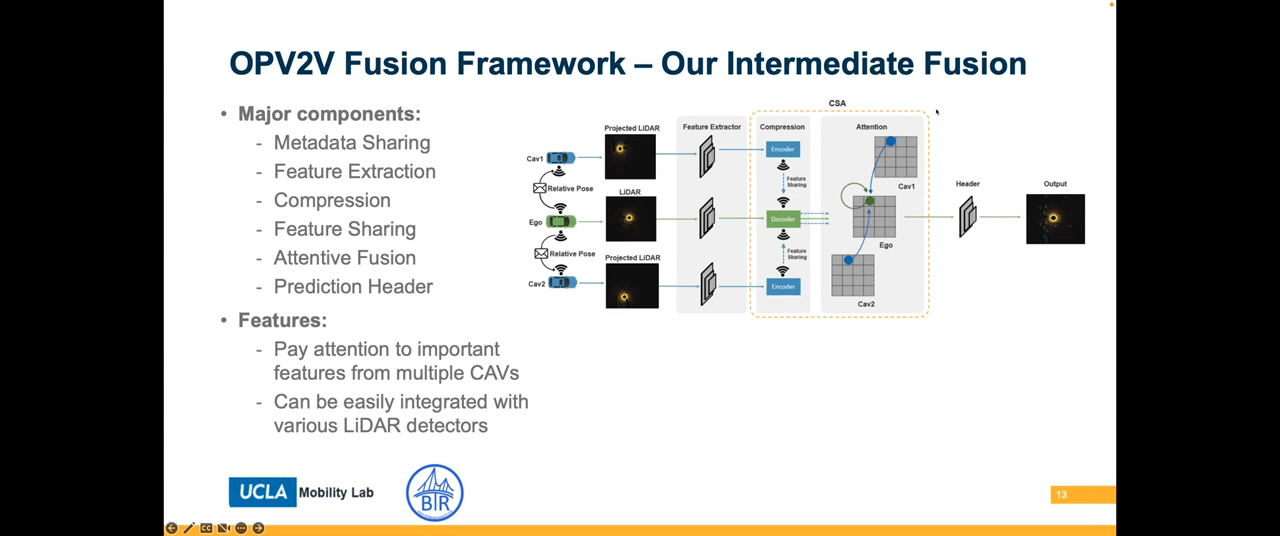 OPV2V Fusion Framework – Our Intermediate Fusion
• Major components:
- Metadata Sharing
- Feature Extraction
- Compression
- Feature Sharing
- Attentive Fusion
- Prediction Header
• Features:
- Pay attention to important
features from multiple CAVs
- Can be easily integrated with
various LiDAR detectors
CSA
Projected LiDAR
Feature Extractor
Compression
Attention
Cav1
Encoder
Relative Pose
Feature
Sharing
Cav1
LiDAR
Header
Output
Ego
Decoder
Ego
Relative Pose
Feature
Sharing
Projected LiDAR
Cav2
Encoder
Cav2
UCLA Mobility Lab
BTR
13
CC